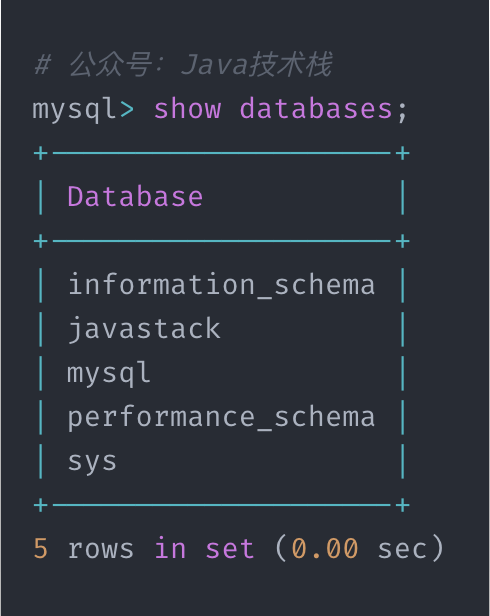 # 公众号：Java技术栈
mysql> show databases;
+--------------------+
| Database           |
+--------------------+
| information_schema |
| javastack          |
| mysql              |
| performance_schema |
| sys                |
+--------------------+
5 rows in set (0.00 sec)